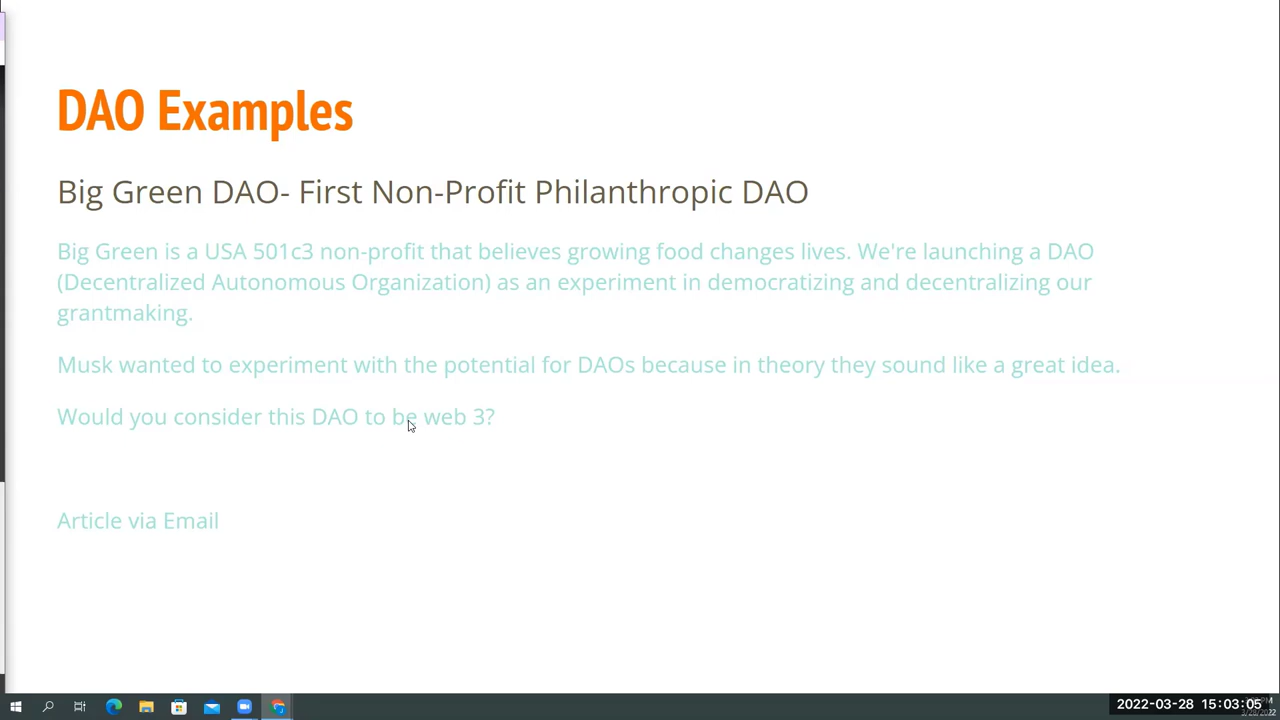 DAO Examples
Big Green DAO- First Non-Profit Philanthropic DAO
Big Green is a USA 501c3 non-profit that believes growing food changes lives. We're launching a DAO
(Decentralized Autonomous Organization) as an experiment in democratizing and decentralizing our
grantmaking.
Musk wanted to experiment with the potential for DAOs because in theory they sound like a great idea.
Would you consider this DAO to be web 3?
Article via Email
2022-03-28 15:03:05